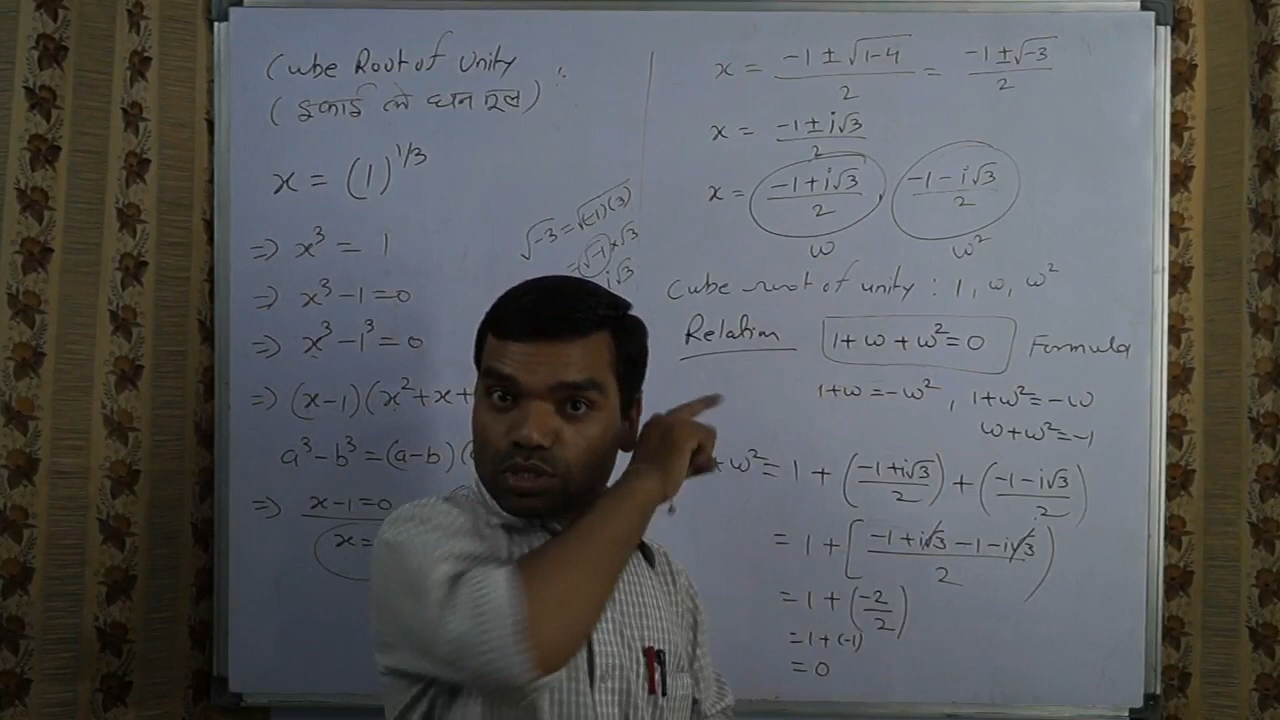 Cube Root of Unity :
( इकाई के घन मूल )
x = (1)^{1/3}
⇒ x³ = 1
⇒ x³ - 1 = 0
⇒ x³ - 1³ = 0
⇒ (x-1)(x²+x+
a³-b³=(a-b)(
⇒ x-1=0
x=
√-3 = √(-1)(3)
= √-1 × √3
i√3
x = (-1 ± √1-4)/2 = (-1 ± √-3)/2
x = (-1 ± i√3)/2
x = (-1+i√3)/2 , (-1-i√3)/2
ω ω²
Cube root of unity : 1, ω, ω²
Relation 1+ω+ω²=0 Formula
1+ω=-ω² , 1+ω²=-ω
ω+ω²=-1
+ω² = 1 + ((-1+i√3)/2) + ((-1-i√3)/2)
= 1 + [(-1+i√3-1-i√3)/2)
= 1 + (-2/2)
= 1+(-1)
= 0